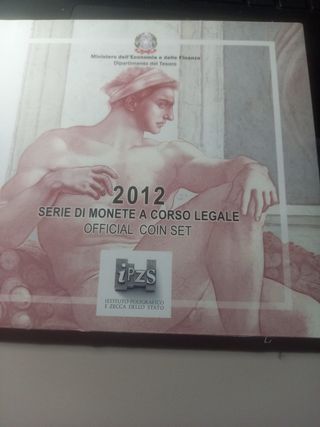 Ministero dell'Economia e delle Finanze
Dipartimento del Tesoro
2012
SERIE DI MONETE A CORSO LEGALE
OFFICIAL COIN SET
iPZS
ISTITUTO POLIGRAFICO
E ZECCA DELLO STATO